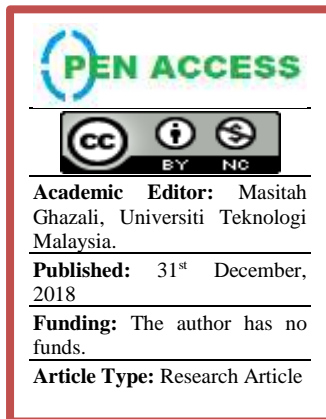 PEN ACCESS
CC
BY NC
Academic Editor: Masitah
Ghazali, Universiti Teknologi
Malaysia.
Published: 31st December,
2018
Funding: The author has no
funds.
Article Type: Research Article